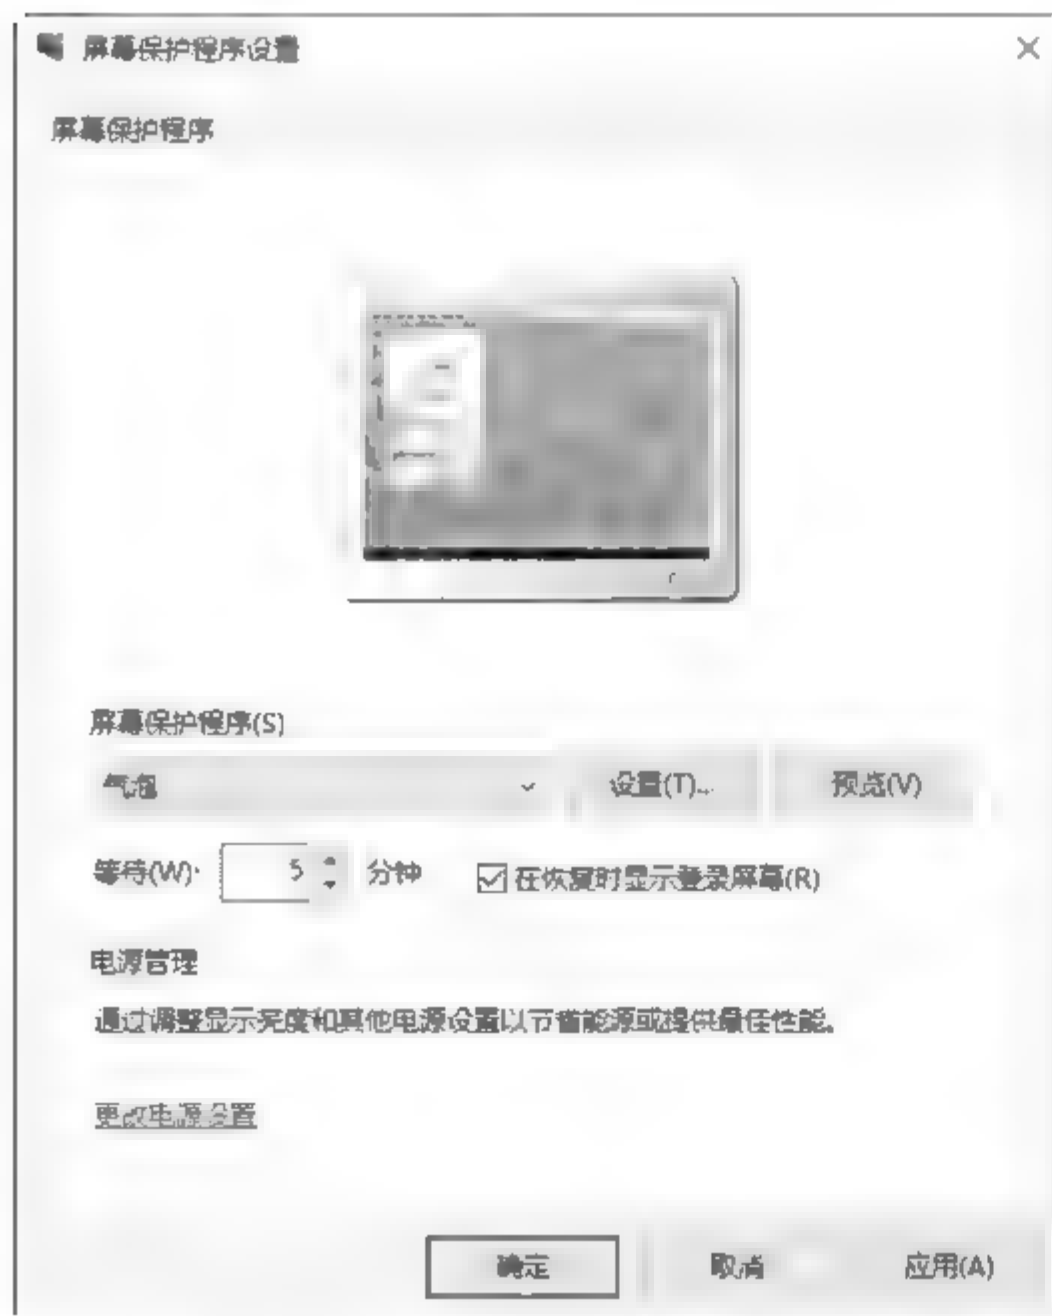 屏幕保护程序设置
屏幕保护程序
屏幕保护程序(S)
气泡 设置(T)... 预览(V)
等待(W): 5 分钟 在恢复时显示登录屏幕(R)
电源管理
通过调整显示亮度和其他电源设置以节省能源或提供最佳性能。
更改电源设置
确定 取消 应用(A)